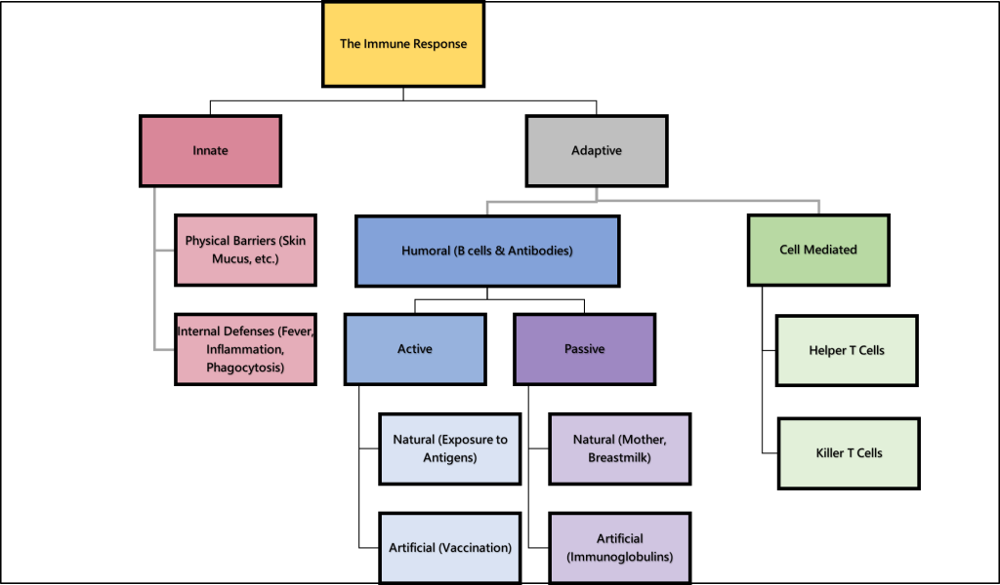 The Immune Response
Innate
Adaptive
Physical Barriers (Skin
Mucus, etc.)
Humoral (B cells & Antibodies)
Cell Mediated
Internal Defenses (Fever,
Inflammation,
Phagocytosis)
Active
Passive
Helper T Cells
Natural (Exposure to
Antigens)
Natural (Mother,
Breastmilk)
Killer T Cells
Artificial (Vaccination)
Artificial
(Immunoglobulins)